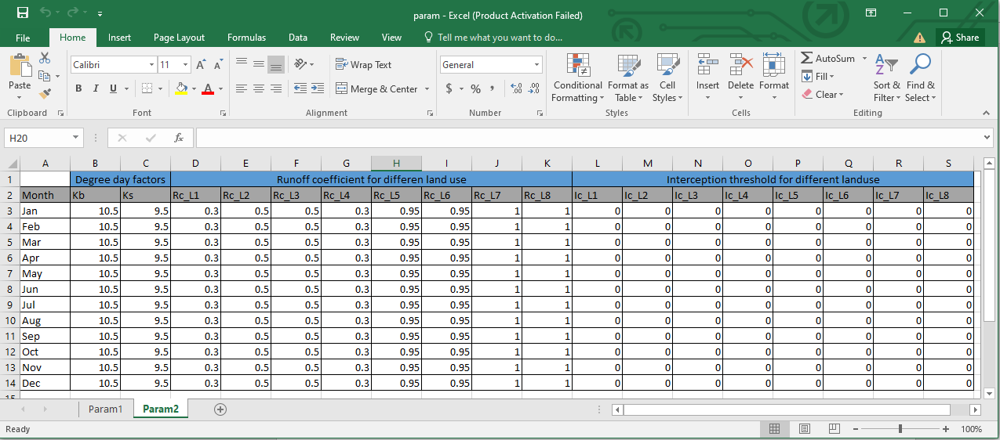 param - Excel (Product Activation Failed)
File Home Insert Page Layout Formulas Data Review View Tell me what you want to do... Share
Calibri 11 A A Wrap Text General AutoSum
Paste B I U A Merge & Center $ % , Conditional Formatting Format as Table Cell Styles Insert Delete Format Fill Clear Sort & Filter Find & Select
Clipboard Font Alignment Number Styles Cells Editing
H20 fx
A B C D E F G H I J K L M N O P Q R S
1 Degree day factors Runoff coefficient for differen land use Interception threshold for different landuse
2 Month Kb Ks Rc_L1 Rc_L2 Rc_L3 Rc_L4 Rc_L5 Rc_L6 Rc_L7 Rc_L8 Ic_L1 Ic_L2 Ic_L3 Ic_L4 Ic_L5 Ic_L6 Ic_L7 Ic_L8
3 Jan 10.5 9.5 0.3 0.5 0.5 0.3 0.95 0.95 1 1 0 0 0 0 0 0 0 0
4 Feb 10.5 9.5 0.3 0.5 0.5 0.3 0.95 0.95 1 1 0 0 0 0 0 0 0 0
5 Mar 10.5 9.5 0.3 0.5 0.5 0.3 0.95 0.95 1 1 0 0 0 0 0 0 0 0
6 Apr 10.5 9.5 0.3 0.5 0.5 0.3 0.95 0.95 1 1 0 0 0 0 0 0 0 0
7 May 10.5 9.5 0.3 0.5 0.5 0.3 0.95 0.95 1 1 0 0 0 0 0 0 0 0
8 Jun 10.5 9.5 0.3 0.5 0.5 0.3 0.95 0.95 1 1 0 0 0 0 0 0 0 0
9 Jul 10.5 9.5 0.3 0.5 0.5 0.3 0.95 0.95 1 1 0 0 0 0 0 0 0 0
10 Aug 10.5 9.5 0.3 0.5 0.5 0.3 0.95 0.95 1 1 0 0 0 0 0 0 0 0
11 Sep 10.5 9.5 0.3 0.5 0.5 0.3 0.95 0.95 1 1 0 0 0 0 0 0 0 0
12 Oct 10.5 9.5 0.3 0.5 0.5 0.3 0.95 0.95 1 1 0 0 0 0 0 0 0 0
13 Nov 10.5 9.5 0.3 0.5 0.5 0.3 0.95 0.95 1 1 0 0 0 0 0 0 0 0
14 Dec 10.5 9.5 0.3 0.5 0.5 0.3 0.95 0.95 1 1 0 0 0 0 0 0 0 0
15
Param1 Param2
Ready 100%